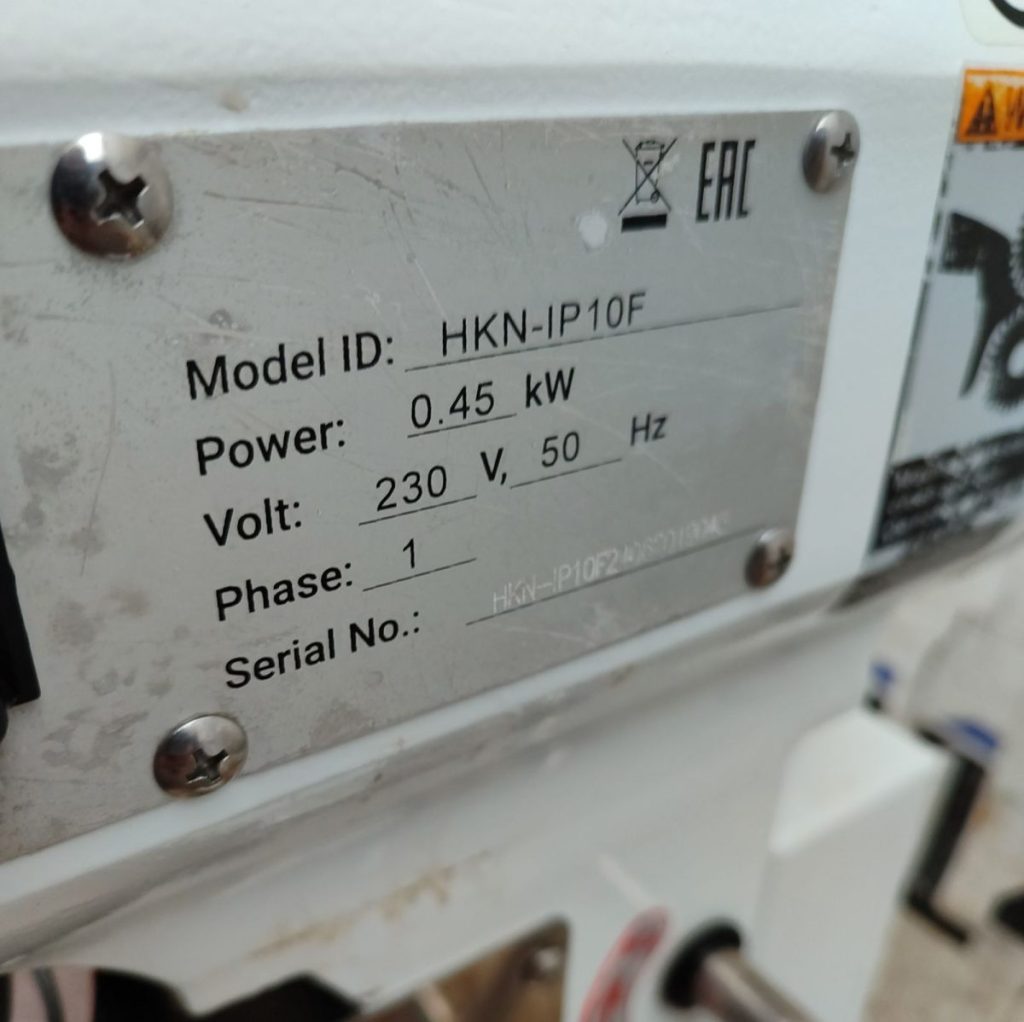 EAC
Model ID: HKN-IP10F
Power: 0.45 kW
Volt: 230 V, 50 Hz
Phase: 1
Serial No.: